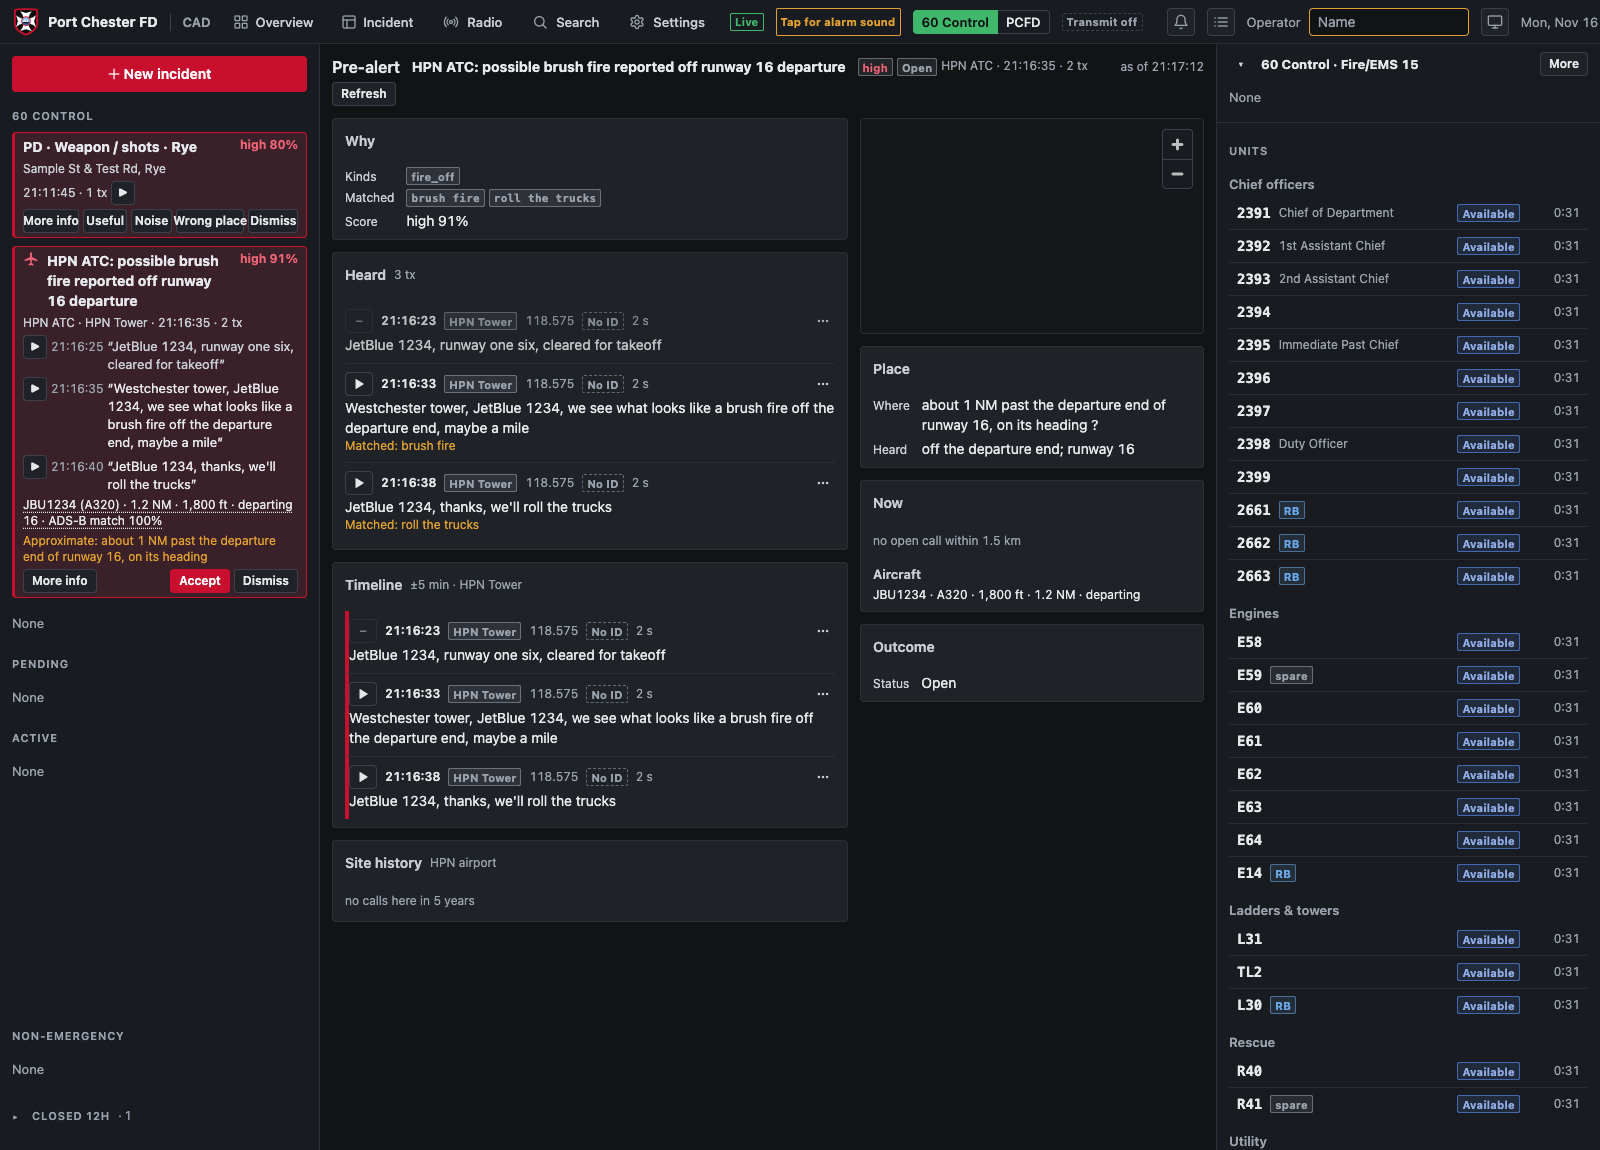 Port Chester FD
CAD
Overview
Incident
Radio
Search
Settings
Live
Tap for alarm sound
60 Control
PCFD
Transmit off
Operator
Name
Mon, Nov 16
+ New incident
60 CONTROL
PD · Weapon / shots · Rye
high 80%
Sample St & Test Rd, Rye
21:11:45 · 1 tx
More info
Useful
Noise
Wrong place
Dismiss
HPN ATC: possible brush
fire reported off runway
16 departure
high 91%
HPN ATC · HPN Tower · 21:16:35 · 2 tx
21:16:25 “JetBlue 1234, runway one six,
cleared for takeoff”
21:16:35 “Westchester tower, JetBlue
1234, we see what looks like a
brush fire off the departure
end, maybe a mile”
21:16:40 “JetBlue 1234, thanks, we'll
roll the trucks”
JBU1234 (A320) · 1.2 NM · 1,800 ft · departing
16 · ADS-B match 100%
Approximate: about 1 NM past the departure
end of runway 16, on its heading
More info
Accept
Dismiss
None
PENDING
None
ACTIVE
None
NON-EMERGENCY
None
CLOSED 12H · 1
Pre-alert
HPN ATC: possible brush fire reported off runway 16 departure
high
Open
HPN ATC · 21:16:35 · 2 tx
as of 21:17:12
Refresh
Why
Kinds fire_off
Matched brush fire roll the trucks
Score high 91%
Heard 3 tx
– 21:16:23 HPN Tower 118.575 No ID 2 s ...
JetBlue 1234, runway one six, cleared for takeoff
21:16:33 HPN Tower 118.575 No ID 2 s ...
Westchester tower, JetBlue 1234, we see what looks like a brush fire off the
departure end, maybe a mile
Matched: brush fire
21:16:38 HPN Tower 118.575 No ID 2 s ...
JetBlue 1234, thanks, we'll roll the trucks
Matched: roll the trucks
Timeline ±5 min · HPN Tower
– 21:16:23 HPN Tower 118.575 No ID 2 s ...
JetBlue 1234, runway one six, cleared for takeoff
21:16:33 HPN Tower 118.575 No ID 2 s ...
Westchester tower, JetBlue 1234, we see what looks like a brush fire off
the departure end, maybe a mile
21:16:38 HPN Tower 118.575 No ID 2 s ...
JetBlue 1234, thanks, we'll roll the trucks
Site history HPN airport
no calls here in 5 years
+
−
Place
Where about 1 NM past the departure end of
runway 16, on its heading ?
Heard off the departure end; runway 16
Now
no open call within 1.5 km
Aircraft
JBU1234 · A320 · 1,800 ft · 1.2 NM · departing
Outcome
Status Open
60 Control · Fire/EMS 15
More
None
UNITS
Chief officers
2391 Chief of Department Available 0:31
2392 1st Assistant Chief Available 0:31
2393 2nd Assistant Chief Available 0:31
2394 Available 0:31
2395 Immediate Past Chief Available 0:31
2396 Available 0:31
2397 Available 0:31
2398 Duty Officer Available 0:31
2399 Available 0:31
2661 RB Available 0:31
2662 RB Available 0:31
2663 RB Available 0:31
Engines
E58 Available 0:31
E59 spare Available 0:31
E60 Available 0:31
E61 Available 0:31
E62 Available 0:31
E63 Available 0:31
E64 Available 0:31
E14 RB Available 0:31
Ladders & towers
L31 Available 0:31
TL2 Available 0:31
L30 RB Available 0:31
Rescue
R40 Available 0:31
R41 spare Available 0:31
Utility